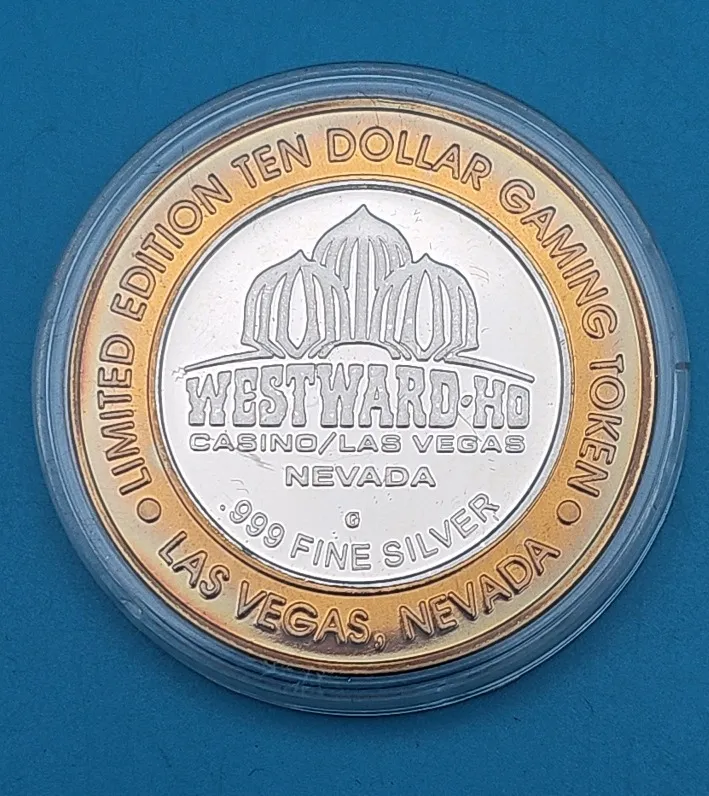 LIMITED EDITION TEN DOLLAR GAMING TOKEN
WESTWARD·HO
CASINO/LAS VEGAS
NEVADA
G
.999 FINE SILVER
LAS VEGAS, NEVADA